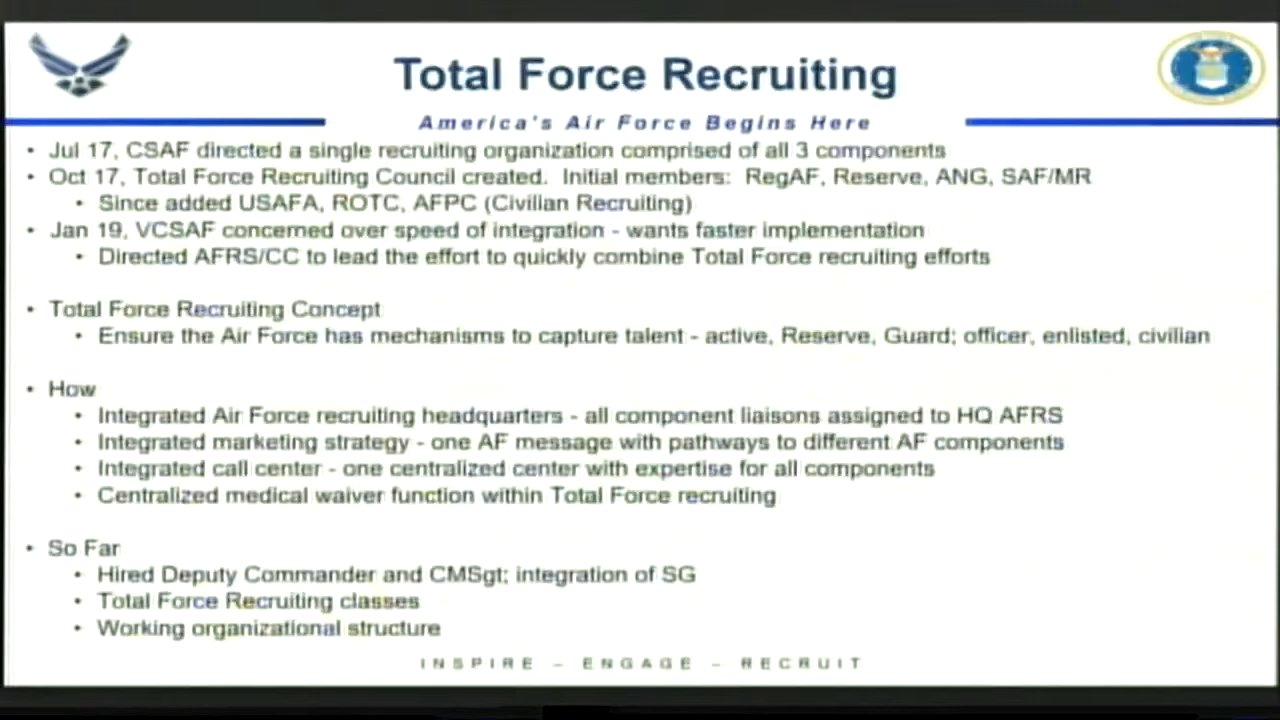 Total Force Recruiting
America's Air Force Begins Here
• Jul 17, CSAF directed a single recruiting organization comprised of all 3 components
• Oct 17, Total Force Recruiting Council created. Initial members: RegAF, Reserve, ANG, SAF/MR
• Since added USAFA, ROTC, AFPC (Civilian Recruiting)
• Jan 19, VCSAF concerned over speed of integration - wants faster implementation
• Directed AFRS/CC to lead the effort to quickly combine Total Force recruiting efforts
• Total Force Recruiting Concept
• Ensure the Air Force has mechanisms to capture talent - active, Reserve, Guard; officer, enlisted, civilian
• How
• Integrated Air Force recruiting headquarters - all component liaisons assigned to HQ AFRS
• Integrated marketing strategy - one AF message with pathways to different AF components
• Integrated call center - one centralized center with expertise for all components
• Centralized medical waiver function within Total Force recruiting
• So Far
• Hired Deputy Commander and CMSgt; integration of SG
• Total Force Recruiting classes
• Working organizational structure
INSPIRE – ENGAGE – RECRUIT